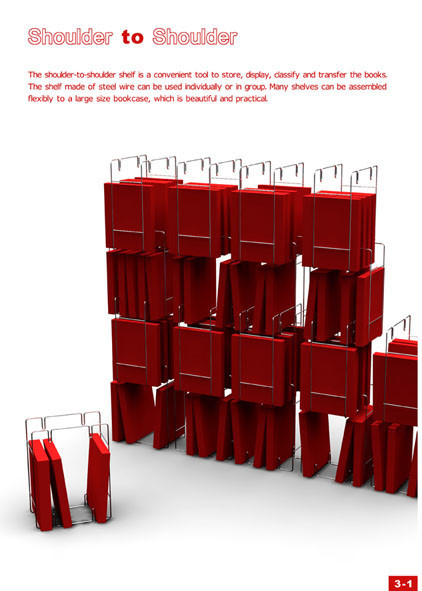 Shoulder to Shoulder
The shoulder-to-shoulder shelf is a convenient tool to store, display, classify and transfer the books.
The shelf made of steel wire can be used individually or in group. Many shelves can be assembled
flexibly to a large size bookcase, which is beautiful and practical.
3-1